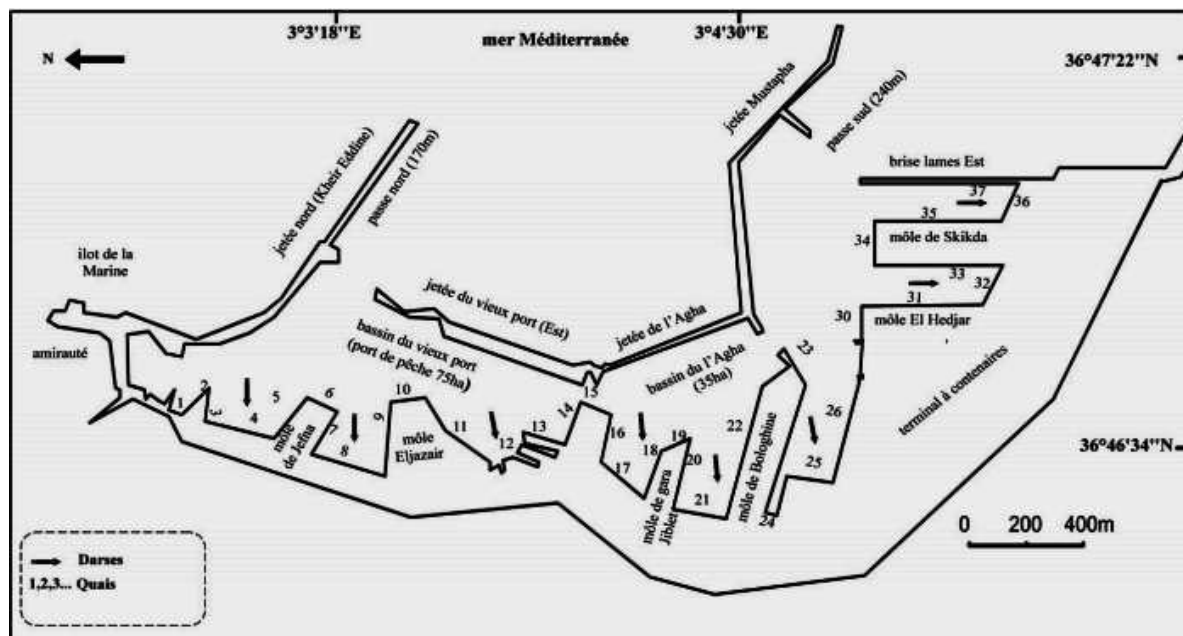 3°3'18''E
mer Méditerranée
3°4'30''E
N
36°47'22''N
jetée nord (Kheir Eddine)
passe nord (170m)
jetée Mustapha
passe sud (240m)
brise lames Est
37
36
35
34
môle de Skikda
33
32
31
30
môle El Hedjar
ilot de la
Marine
amirauté
jetée du vieux port (Est)
bassin du vieux port
(port de pêche 75ha)
jetée de l'Agha
bassin du l'Agha
(35ha)
terminal à contenaires
1
2
3
4
5
6
7
8
9
10
11
12
13
14
15
16
17
18
19
20
21
22
23
24
25
26
môle
de Jefna
môle
Eljazair
môle de gara
Jiblet
môle de Bologhine
36°46'34''N
0 200 400m
Darses
1,2,3... Quais